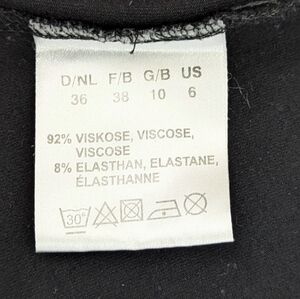 D/NL F/B G/B US
36 38 10 6
92% VISKOSE, VISCOSE,
VISCOSE
8% ELASTHAN, ELASTANE,
ÉLASTHANNE
30°